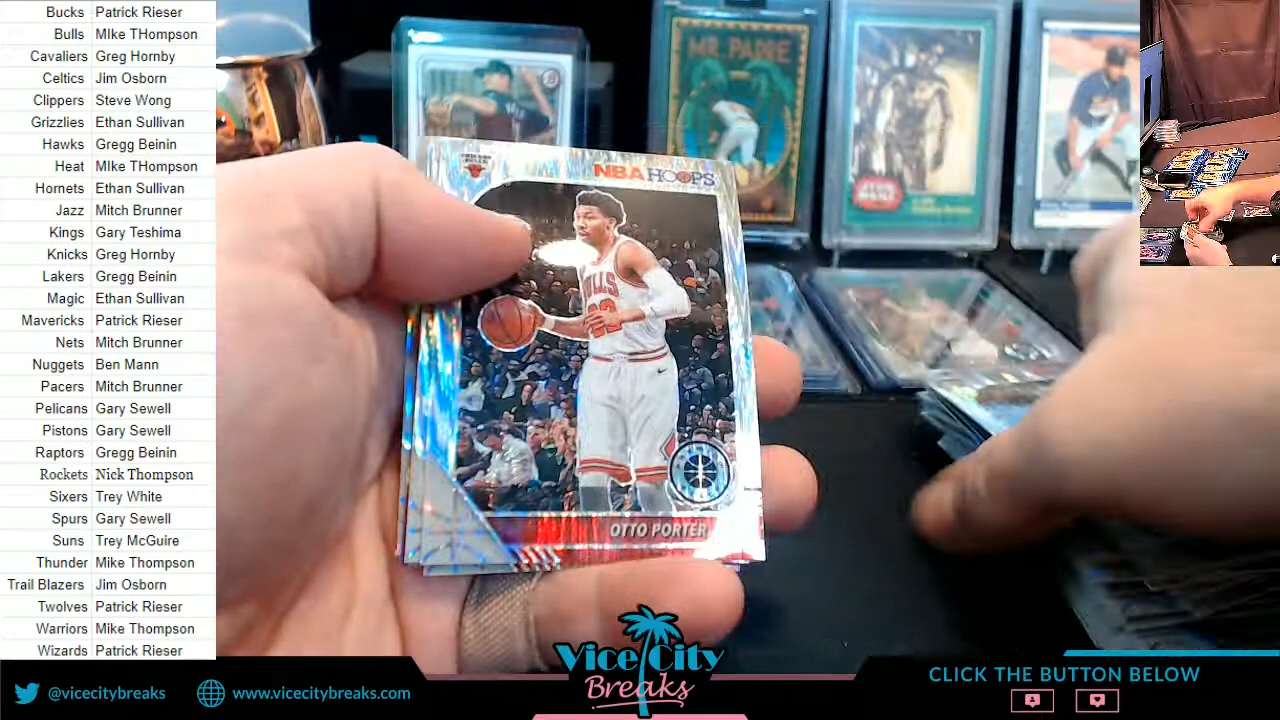 Bucks Patrick Rieser
Bulls MIke THompson
Cavaliers Greg Hornby
Celtics Jim Osborn
Clippers Steve Wong
Grizzlies Ethan Sullivan
Hawks Gregg Beinin
Heat MIke THompson
Hornets Ethan Sullivan
Jazz Mitch Brunner
Kings Gary Teshima
Knicks Greg Hornby
Lakers Gregg Beinin
Magic Ethan Sullivan
Mavericks Patrick Rieser
Nets Mitch Brunner
Nuggets Ben Mann
Pacers Mitch Brunner
Pelicans Gary Sewell
Pistons Gary Sewell
Raptors Gregg Beinin
Rockets Nick Thompson
Sixers Trey White
Spurs Gary Sewell
Suns Trey McGuire
Thunder Mike Thompson
Trail Blazers Jim Osborn
Twolves Patrick Rieser
Warriors Mike Thompson
Wizards Patrick Rieser
MR. PADRE
STAR WARS
NBA HOOPS
BULLS
22
OTTO PORTER
Vice City
Breaks
@vicecitybreaks
www.vicecitybreaks.com
CLICK THE BUTTON BELOW